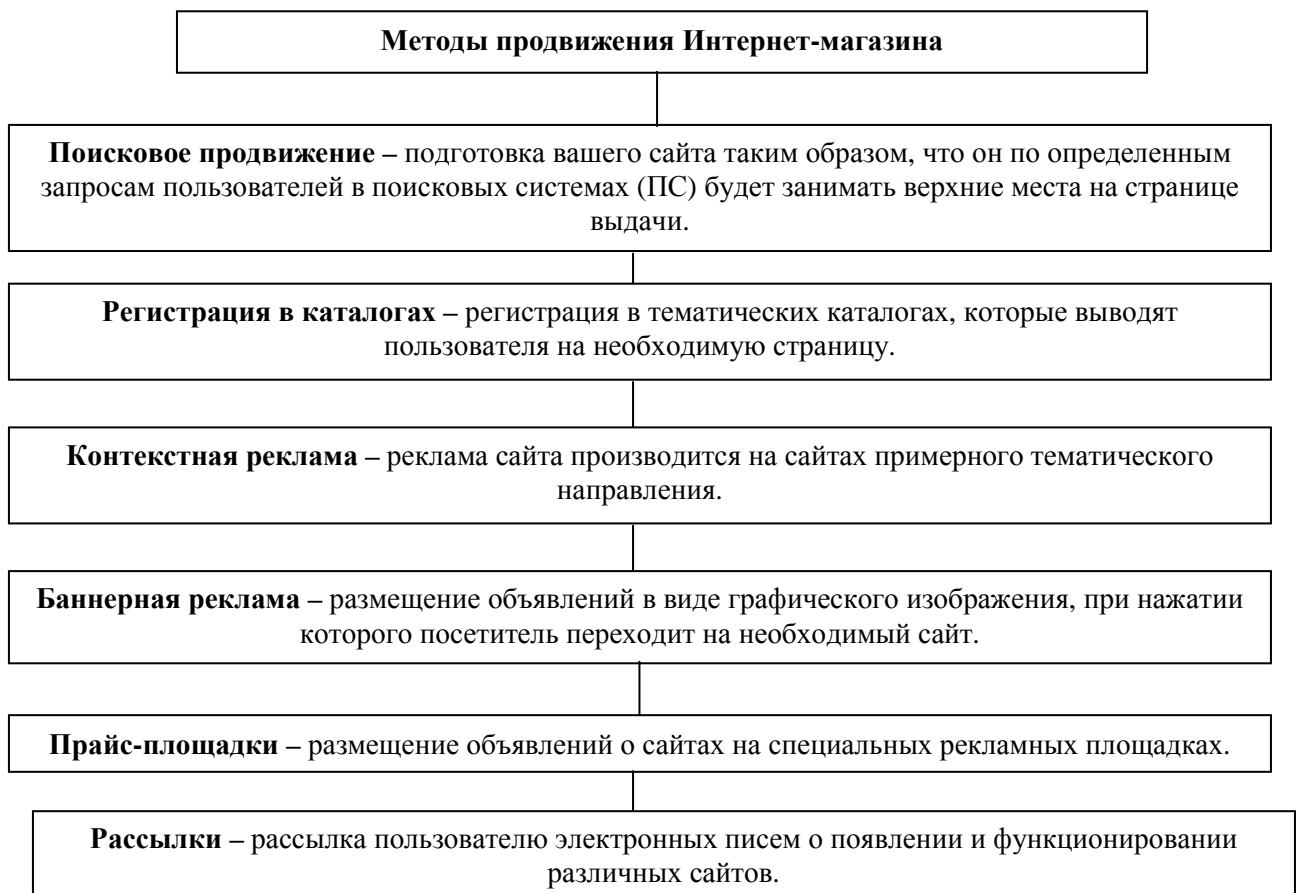 Методы продвижения Интернет-магазина
Поисковое продвижение – подготовка вашего сайта таким образом, что он по определенным
запросам пользователей в поисковых системах (ПС) будет занимать верхние места на странице
выдачи.
Регистрация в каталогах – регистрация в тематических каталогах, которые выводят
пользователя на необходимую страницу.
Контекстная реклама – реклама сайта производится на сайтах примерного тематического
направления.
Баннерная реклама – размещение объявлений в виде графического изображения, при нажатии
которого посетитель переходит на необходимый сайт.
Прайс-площадки – размещение объявлений о сайтах на специальных рекламных площадках.
Рассылки – рассылка пользователю электронных писем о появлении и функционировании
различных сайтов.